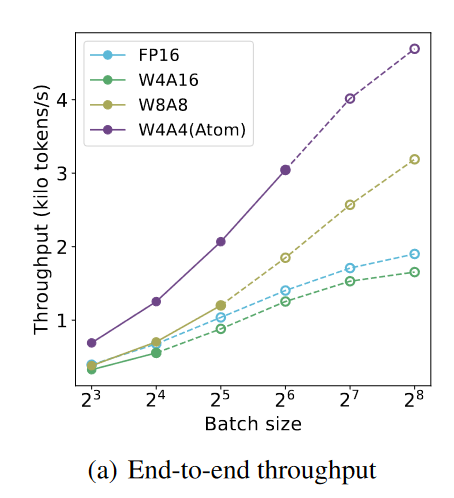 FP16
W4A16
W8A8
W4A4(Atom)
Throughput (kilo tokens/s)
4
3
2
1
2³ 2⁴ 2⁵ 2⁶ 2⁷ 2⁸
Batch size
(a) End-to-end throughput